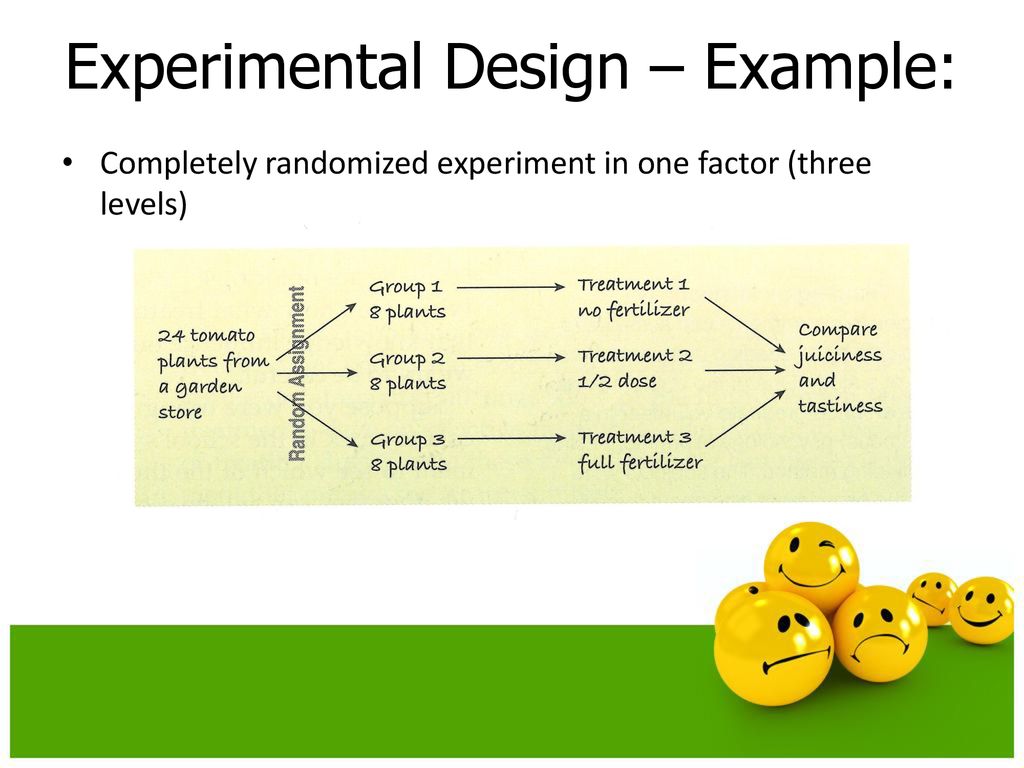 Experimental Design – Example:
• Completely randomized experiment in one factor (three
levels)
24 tomato
plants from
a garden
store
Random Assignment
Group 1
8 plants
Treatment 1
no fertilizer
Group 2
8 plants
Treatment 2
1/2 dose
Group 3
8 plants
Treatment 3
full fertilizer
Compare
juiciness
and
tastiness